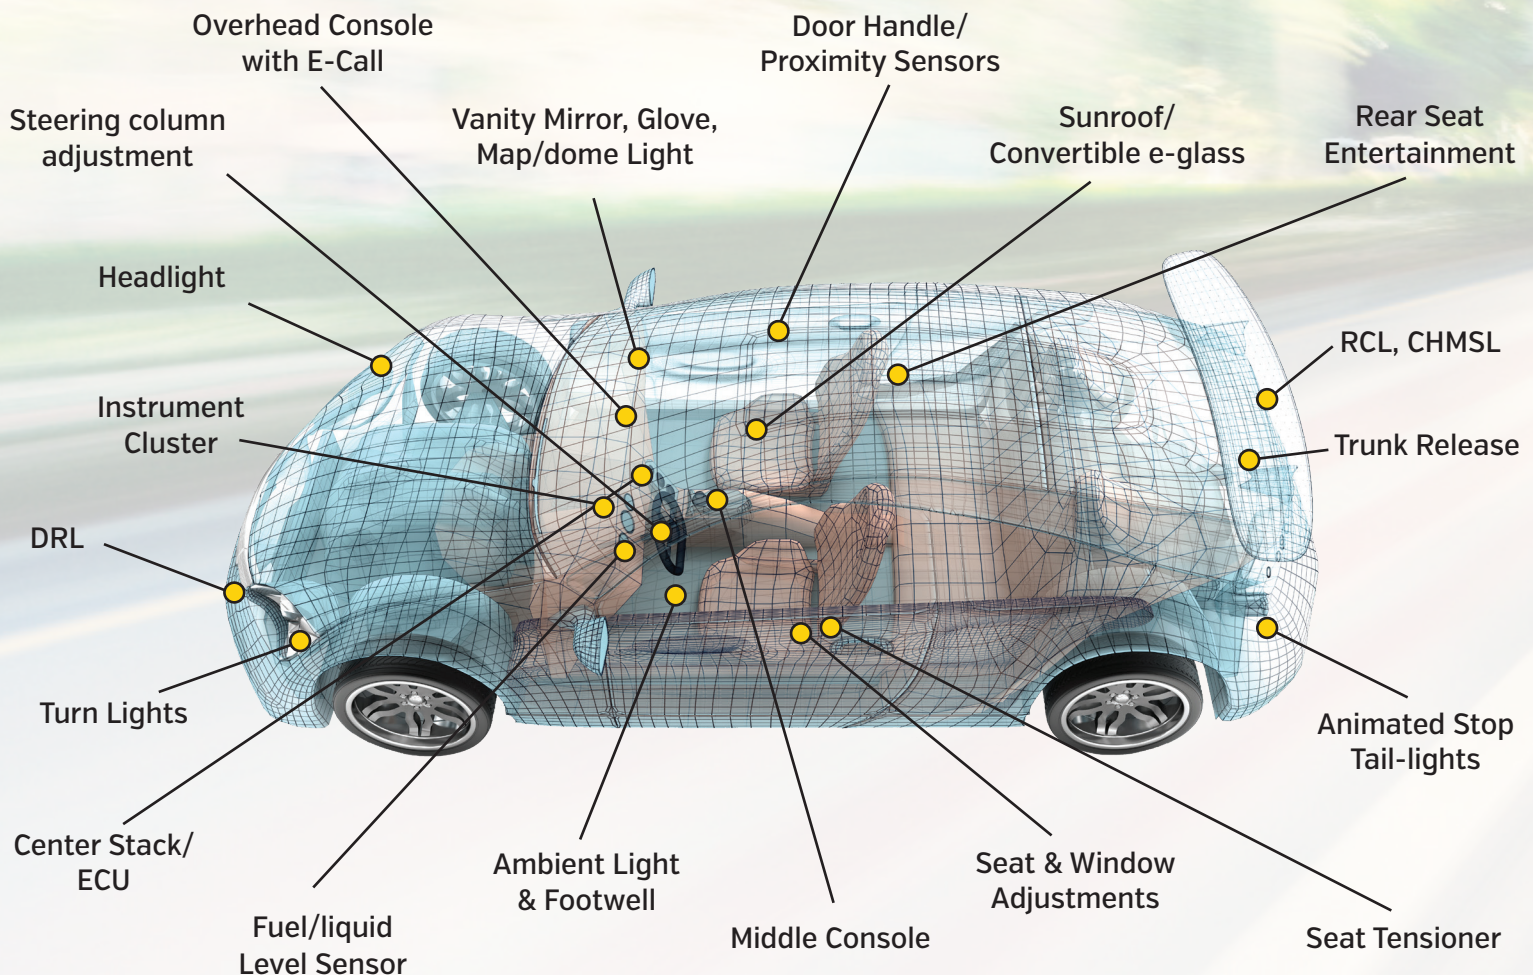 Overhead Console
with E-Call
Door Handle/
Proximity Sensors
Steering column
adjustment
Vanity Mirror, Glove,
Map/dome Light
Sunroof/
Convertible e-glass
Rear Seat
Entertainment
Headlight
RCL, CHMSL
Instrument
Cluster
Trunk Release
DRL
Turn Lights
Animated Stop
Tail-lights
Center Stack/
ECU
Ambient Light
& Footwell
Seat & Window
Adjustments
Fuel/liquid
Level Sensor
Middle Console
Seat Tensioner